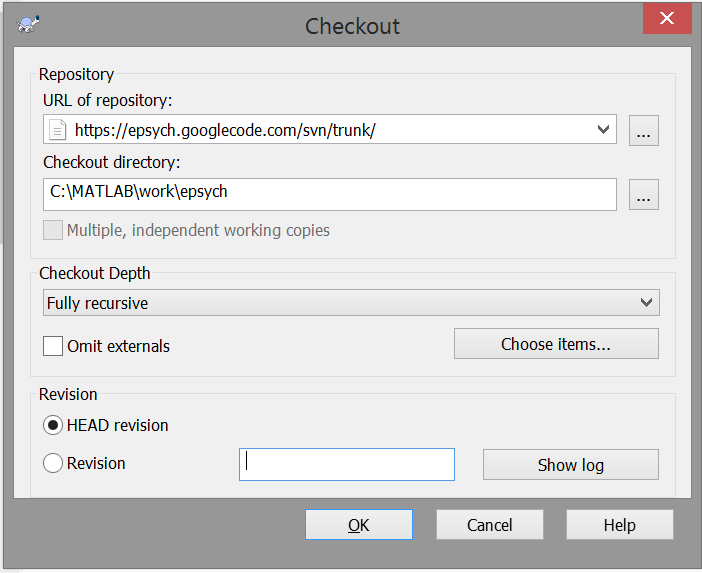 Checkout
Repository
URL of repository:
https://epsych.googlecode.com/svn/trunk/
...
Checkout directory:
C:\MATLAB\work\epsych
...
Multiple, independent working copies
Checkout Depth
Fully recursive
Omit externals
Choose items...
Revision
HEAD revision
Revision
Show log
OK
Cancel
Help